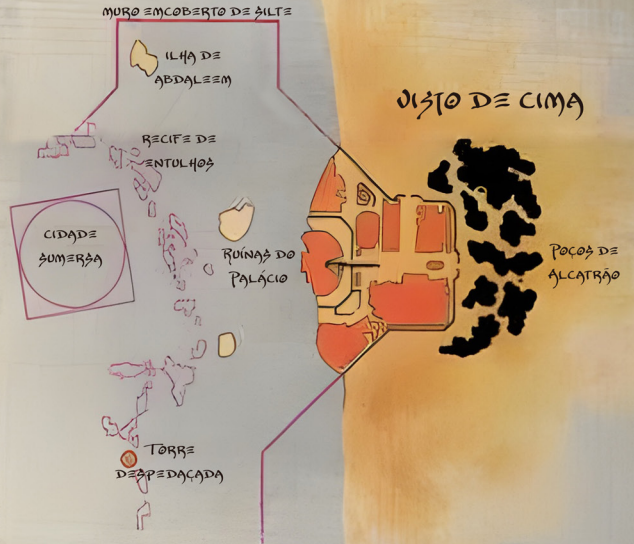 MURO EMCOBERTO DE SILTE
ILHA DE
ABDALEEM
VISTO DE CIMA
RECIFE DE
ENTULHOS
CIDADE
SUMERSA
RUÍNAS DO
PALÁCIO
POÇOS DE
ALCATRÃO
TORRE
DESPEDAÇADA